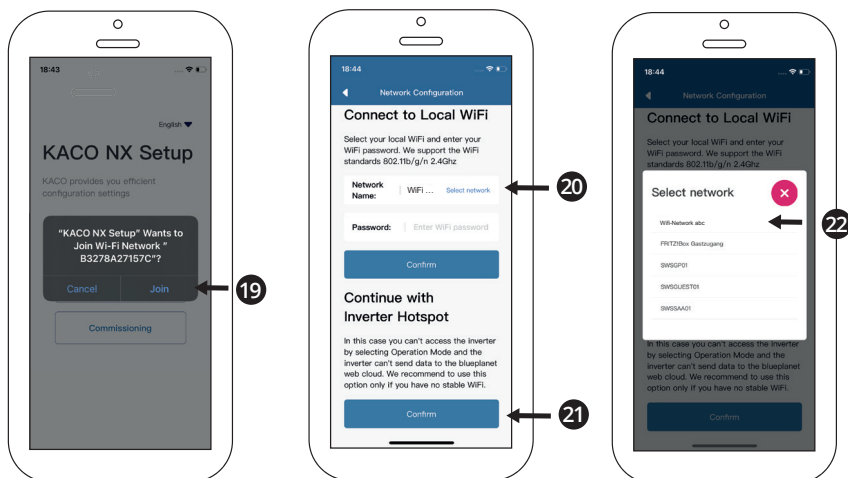 18:43
English
KACO NX Setup
KACO provides you efficient
configuration settings
"KACO NX Setup" Wants to
Join Wi-Fi Network "
B3278A27157C"?
Cancel Join
Commissioning
19
18:44
Network Configuration
Connect to Local WiFi
Select your local WiFi and enter your
WiFi password. We support the WiFi
standards 802.11b/g/n 2.4Ghz
Network
Name: WiFi ... Select network
Password: Enter WiFi password
Confirm
Continue with
Inverter Hotspot
In this case you can't access the inverter
by selecting Operation Mode and the
inverter can't send data to the blueplanet
web cloud. We recommend to use this
option only if you have no stable WiFi.
Confirm
20
21
18:44
Network Configuration
Connect to Local WiFi
Select your local WiFi and enter your
WiFi password. We support the WiFi
standards 802.11b/g/n 2.4Ghz
Select network
Wifi-Network abc
FRITZ!Box Gastzugang
SWSGP01
SWSGUEST01
SWSSAA01
In this case you can't access the inverter
by selecting Operation Mode and the
inverter can't send data to the blueplanet
web cloud. We recommend to use this
option only if you have no stable WiFi.
Confirm
22